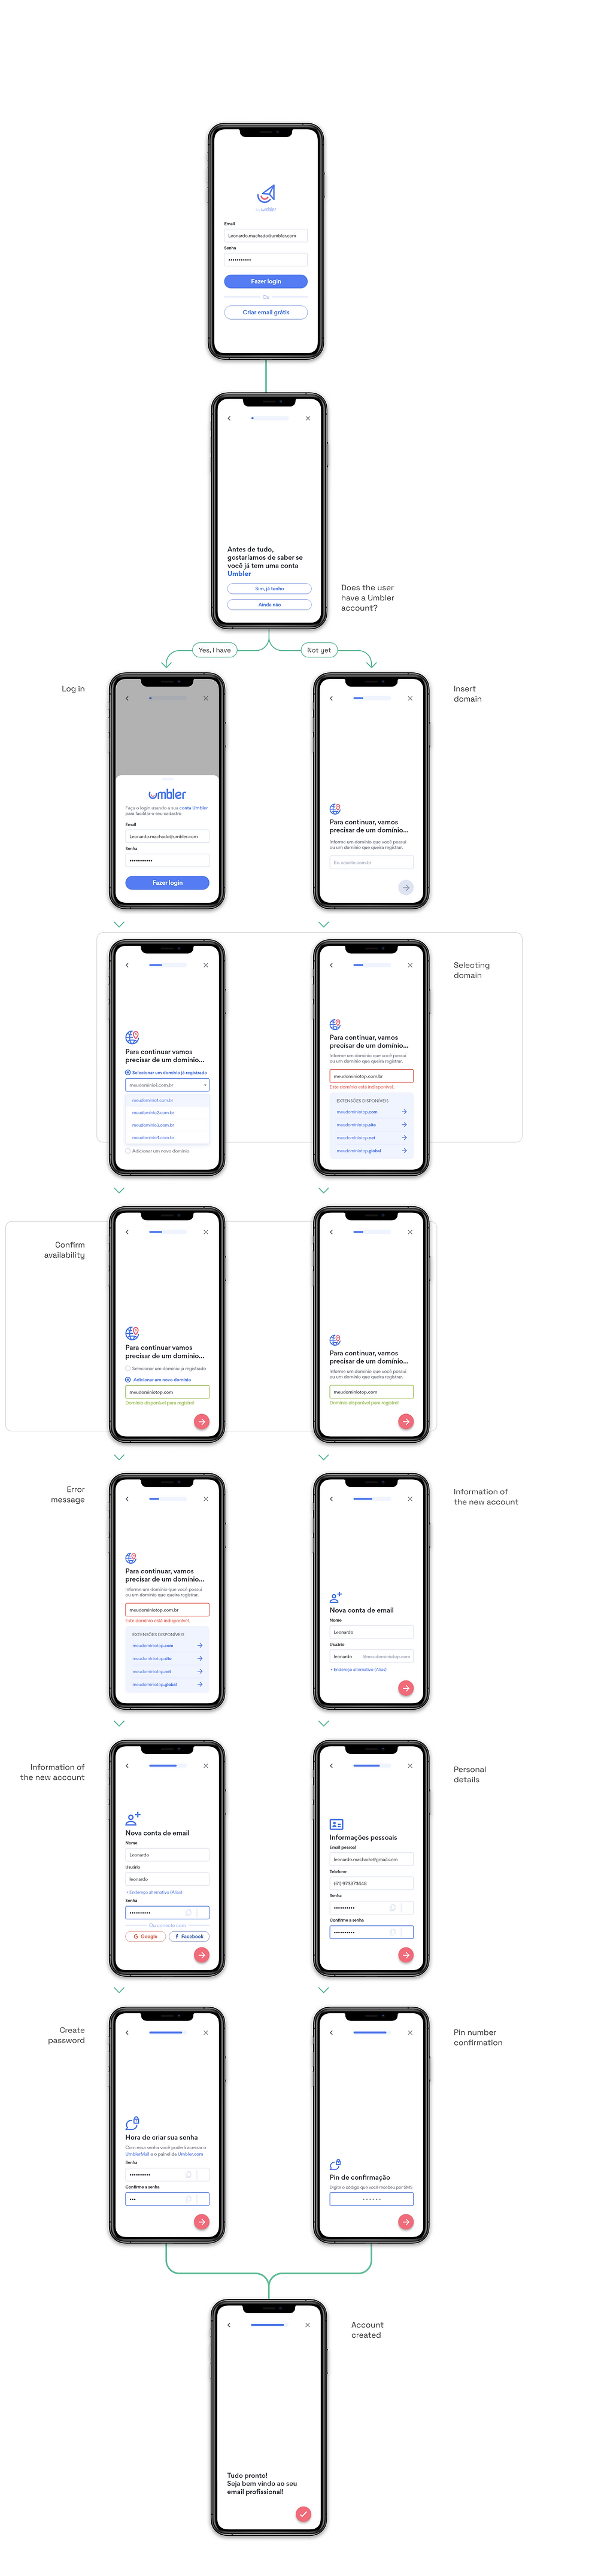 umbler
Email
Leonardo.machado@umbler.com
Senha
Fazer login
Ou
Criar email grátis
Antes de tudo,
gostaríamos de saber se
você já tem uma conta
Umbler
Sim, já tenho
Ainda não
Does the user
have a Umbler
account?
Yes, I have
Not yet
Log in
umbler
Faça o login usando a sua conta Umbler
para facilitar o seu cadastro
Email
Leonardo.machado@umbler.com
Senha
Fazer login
Insert
domain
Para continuar, vamos
precisar de um domínio...
Informe um domínio que você possui
ou um domínio que queira registrar.
Ex. seusite.com.br
Para continuar vamos
precisar de um domínio...
Selecionar um domínio já registrado
meudominio1.com.br
meudominio1.com.br
meudominio2.com.br
meudominio3.com.br
meudominio4.com.br
Adicionar um novo domínio
Selecting
domain
Para continuar, vamos
precisar de um domínio...
Informe um domínio que você possui
ou um domínio que queira registrar.
meudominiotop.com.br
Este domínio está indisponível.
EXTENSÕES DISPONÍVEIS
meudominiotop.com
meudominiotop.site
meudominiotop.net
meudominiotop.global
Confirm
availability
Para continuar vamos
precisar de um domínio...
Selecionar um domínio já registrado
Adicionar um novo domínio
meudominiotop.com
Domínio disponível para registro!
Para continuar, vamos
precisar de um domínio...
Informe um domínio que você possui
ou um domínio que queira registrar.
meudominiotop.com
Domínio disponível para registro!
Error
message
Para continuar, vamos
precisar de um domínio...
Informe um domínio que você possui
ou um domínio que queira registrar.
meudominiotop.com.br
Este domínio está indisponível.
EXTENSÕES DISPONÍVEIS
meudominiotop.com
meudominiotop.site
meudominiotop.net
meudominiotop.global
Information of
the new account
Nova conta de email
Nome
Leonardo
Usuário
leonardo @meudominiotop.com
+ Endereço alternativo (Alias)
Information of
the new account
Nova conta de email
Nome
Leonardo
Usuário
leonardo
+ Endereço alternativo (Alias)
Senha
Ou conecte com
Google
Facebook
Personal
details
Informações pessoais
Email pessoal
leonardo.machado@gmail.com
Telefone
(51) 973873648
Senha
Confirme a senha
Create
password
Hora de criar sua senha
Com essa senha você poderá acessar o
UmblerMail e o painel da Umbler.com
Senha
Confirme a senha
Pin number
confirmation
Pin de confirmação
Digite o código que você recebeu por SMS
Account
created
Tudo pronto!
Seja bem vindo ao seu
email profissional!